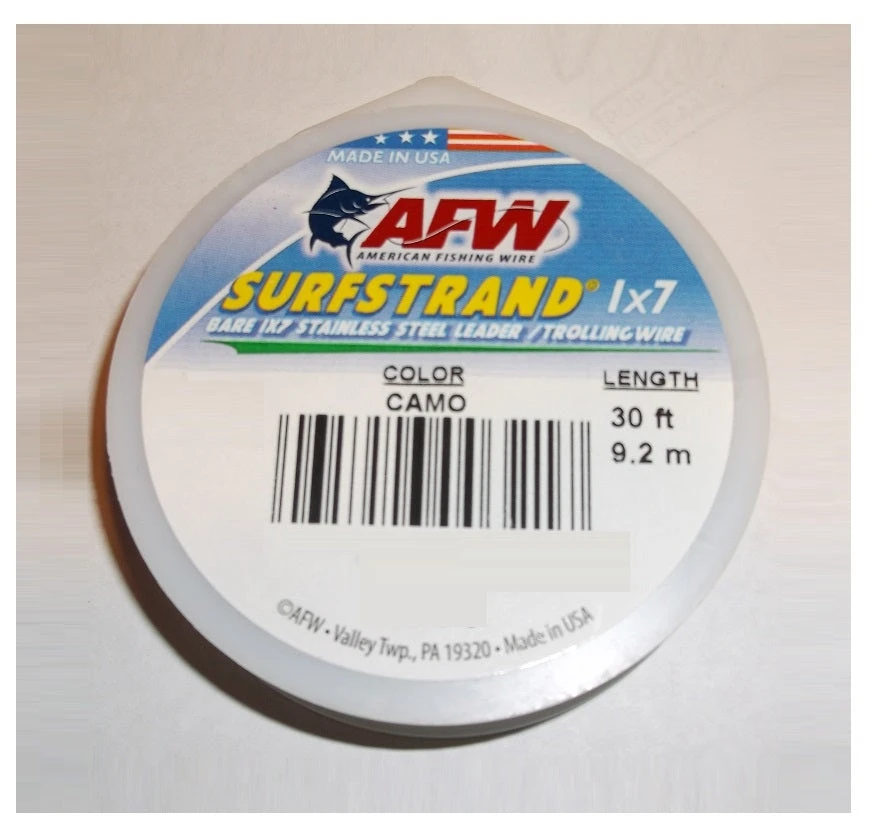 MADE IN USA
AFW
AMERICAN FISHING WIRE
SURFSTRAND® 1x7
BARE 1X7 STAINLESS STEEL LEADER / TROLLING WIRE
COLOR
CAMO
LENGTH
30 ft
9.2 m
©AFW • Valley Twp., PA 19320 • Made in USA